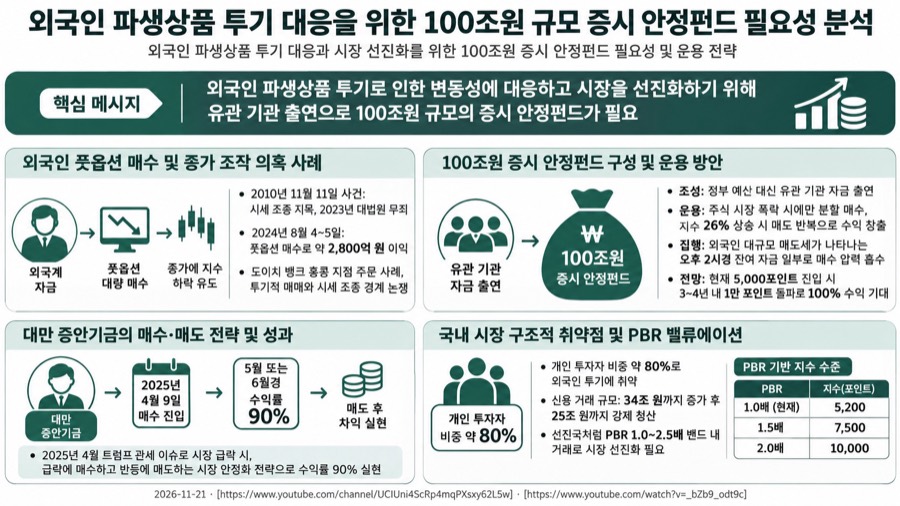 외국인 파생상품 투기 대응을 위한 100조원 규모 증시 안정펀드 필요성 분석
외국인 파생상품 투기 대응과 시장 선진화를 위한 100조원 증시 안정펀드 필요성 및 운용 전략
핵심 메시지
외국인 파생상품 투기로 인한 변동성에 대응하고 시장을 선진화하기 위해
유관 기관 출연으로 100조원 규모의 증시 안정펀드가 필요
외국인 풋옵션 매수 및 종가 조작 의혹 사례
외국계
자금
풋옵션
대량 매수
종가에 지수
하락 유도
• 2010년 11월 11일 사건:
시세 조종 지목, 2023년 대법원 무죄
• 2024년 8월 4~5일:
풋옵션 매수로 약 2,800억 원 이익
• 도이치 뱅크 홍콩 지점 주문 사례,
투기적 매매와 시세 조종 경계 논쟁
100조원 증시 안정펀드 구성 및 운용 방안
유관 기관
자금 출연
₩
100조원
증시 안정펀드
• 조성: 정부 예산 대신 유관 기관 자금 출연
• 운용: 주식 시장 폭락 시에만 분할 매수,
지수 26% 상승 시 매도 반복으로 수익 창출
• 집행: 외국인 대규모 매도세가 나타나는
오후 2시경 잔여 자금 일부로 매수 압력 흡수
• 전망: 현재 5,000포인트 진입 시
3~4년 내 1만 포인트 돌파로 100% 수익 기대
대만 증안기금의 매수·매도 전략 및 성과
대만
증안기금
2025년
4월 9일
매수 진입
5월 또는
6월경
수익률
90%
매도 후
차익 실현
• 2025년 4월 트럼프 관세 이슈로 시장 급락 시,
급락에 매수하고 반등에 매도하는 시장 안정화 전략으로 수익률 90% 실현
국내 시장 구조적 취약점 및 PBR 밸류에이션
개인 투자자
비중 약 80%
• 개인 투자자 비중 약 80%로
외국인 투기에 취약
• 신용 거래 규모: 34조 원까지 증가 후
25조 원까지 강제 청산
• 선진국처럼 PBR 1.0~2.5배 밴드 내
거래로 시장 선진화 필요
PBR 기반 지수 수준
PBR 지수(포인트)
1.0배 (현재) 5,200
1.5배 7,500
2.0배 10,000
2026-11-21 · [https://www.youtube.com/channel/UCIUni4ScRp4mqPXsxy62L5w] · [https://www.youtube.com/watch?v=_bZb9_odt9c]